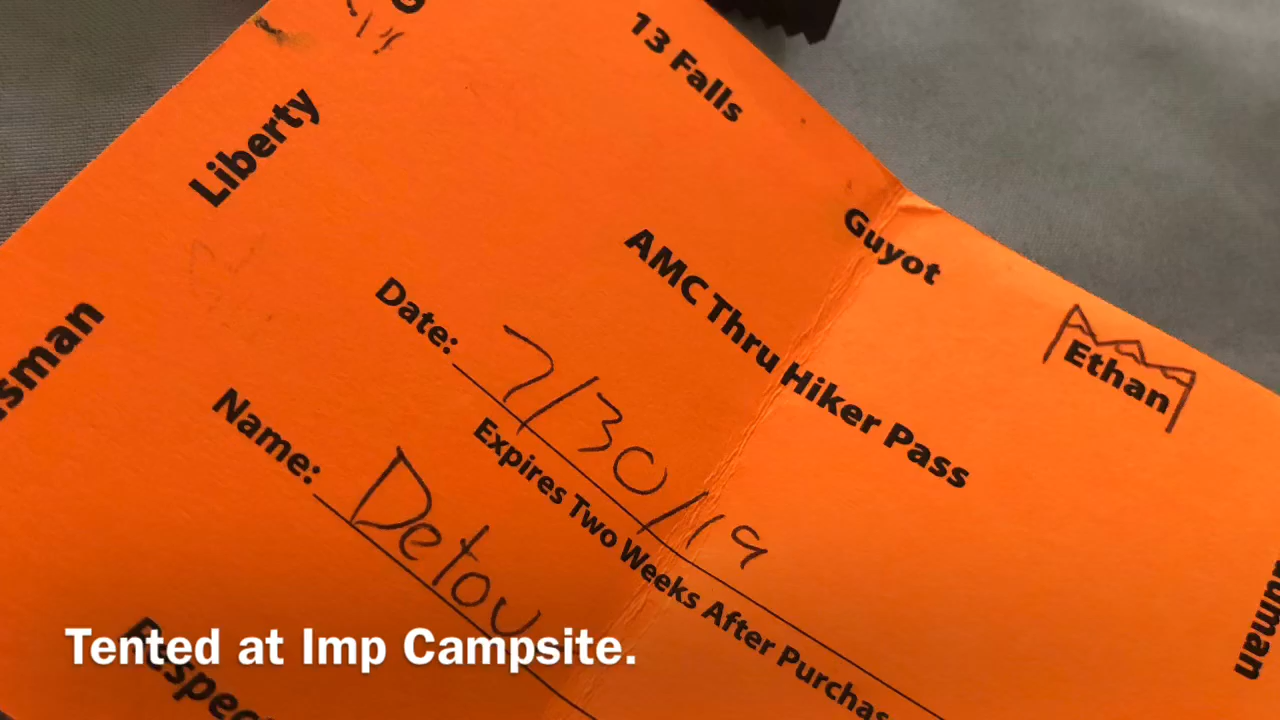 13 Falls
Liberty
Guyot
Ethan
AMC Thru Hiker Pass
Date: 7/30/19
Expires Two Weeks After
Name: Detou
Tented at Imp Campsite.